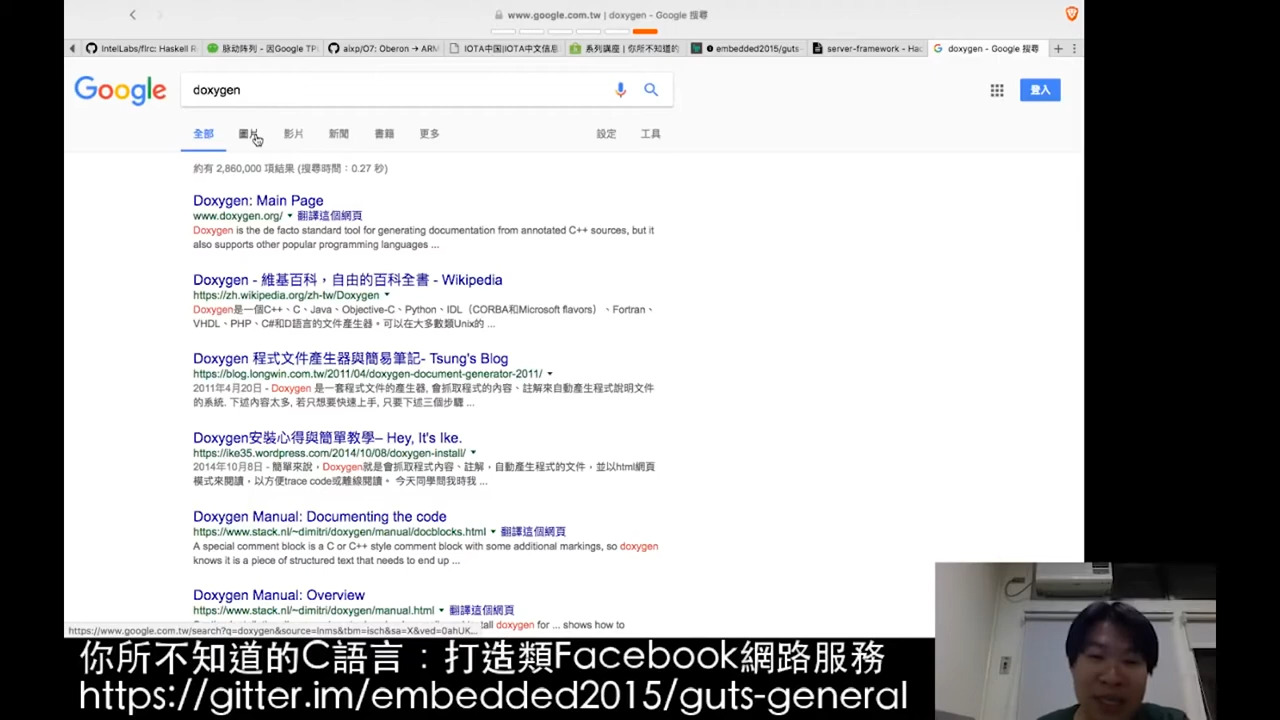 www.google.com.tw | doxygen - Google 搜尋
IntelLabs/flrc: Haskell R
脉动阵列 - 因Google TP
aixp/O7: Oberon → ARM
IOTA中国|IOTA中文信息
系列講座 | 你所不知道的
embedded2015/guts-
server-framework - Hac
doxygen - Google 搜尋
Google
doxygen
登入
全部 圖片 影片 新聞 書籍 更多 設定 工具
約有 2,860,000 項結果 (搜尋時間：0.27 秒)
Doxygen: Main Page
www.doxygen.org/ 翻譯這個網頁
Doxygen is the de facto standard tool for generating documentation from annotated C++ sources, but it
also supports other popular programming languages ...
Doxygen - 維基百科，自由的百科全書 - Wikipedia
https://zh.wikipedia.org/zh-tw/Doxygen
Doxygen是一個C++、C、Java、Objective-C、Python、IDL（CORBA和Microsoft flavors）、Fortran、
VHDL、PHP、C#和D語言的文件產生器。可以在大多數類Unix的 ...
Doxygen 程式文件產生器與簡易筆記- Tsung's Blog
https://blog.longwin.com.tw/2011/04/doxygen-document-generator-2011/
2011年4月20日 - Doxygen 是一套程式文件的產生器, 會抓取程式的內容、註解來自動產生程式說明文件
的系統. 下述內容太多, 若只想要快速上手, 只要下述三個步驟 ...
Doxygen安裝心得與簡單教學– Hey, It's Ike.
https://ike35.wordpress.com/2014/10/08/doxygen-install/
2014年10月8日 - 簡單來說，Doxygen就是會抓取程式內容、註解，自動產生程式的文件，並以html網頁
模式來閱讀，以方便trace code或離線閱讀。 今天同學問我時我 ...
Doxygen Manual: Documenting the code
https://www.stack.nl/~dimitri/doxygen/manual/docblocks.html 翻譯這個網頁
A special comment block is a C or C++ style comment block with some additional markings, so doxygen
knows it is a piece of structured text that needs to end up ...
Doxygen Manual: Overview
https://www.stack.nl/~dimitri/doxygen/manual.html 翻譯這個網頁
tall doxygen for ... shows how to
https://www.google.com.tw/search?q=doxygen&source=lnms&tbm=isch&sa=X&ved=0ahUK...
你所不知道的C語言：打造類Facebook網路服務
https://gitter.im/embedded2015/guts-general